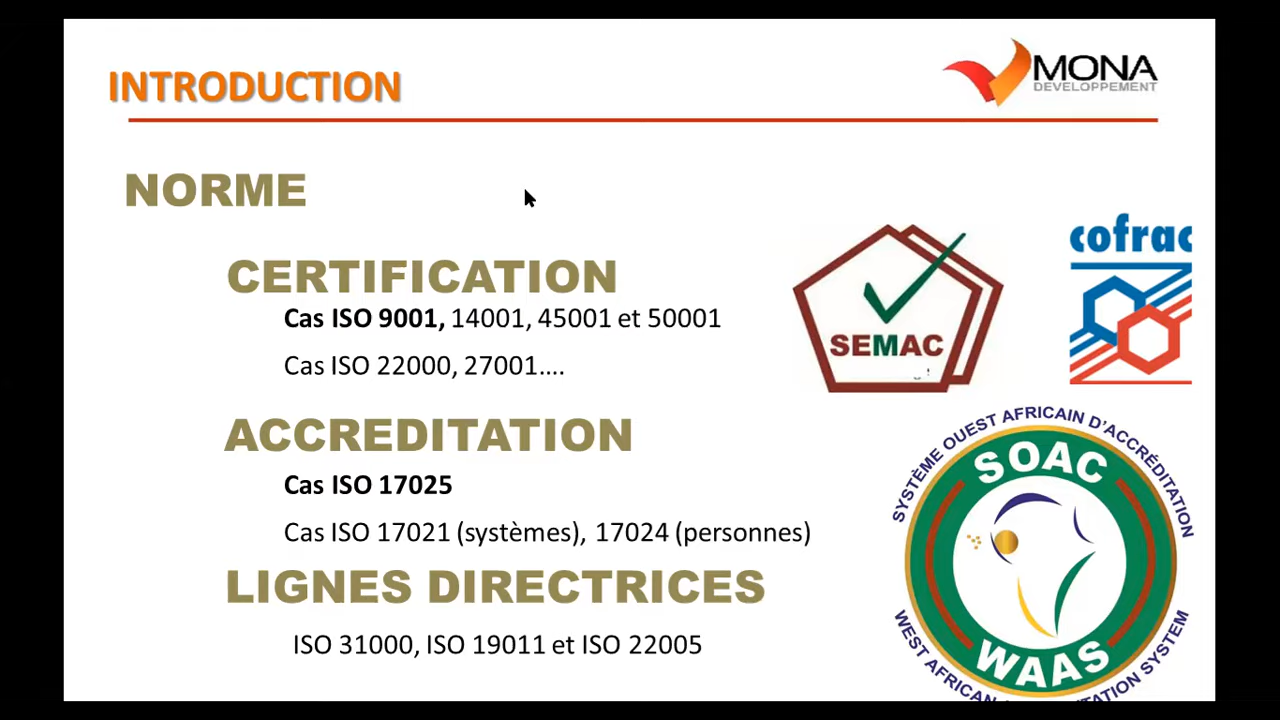 INTRODUCTION
MONA
DEVELOPPEMENT
NORME
CERTIFICATION
Cas ISO 9001, 14001, 45001 et 50001
Cas ISO 22000, 27001....
SEMAC
cofrac
ACCREDITATION
Cas ISO 17025
Cas ISO 17021 (systèmes), 17024 (personnes)
LIGNES DIRECTRICES
ISO 31000, ISO 19011 et ISO 22005
SYSTÈME OUEST AFRICAIN D'ACCRÉDITATION
SOAC
WAAS
WEST AFRICAN ACCREDITATION SYSTEM